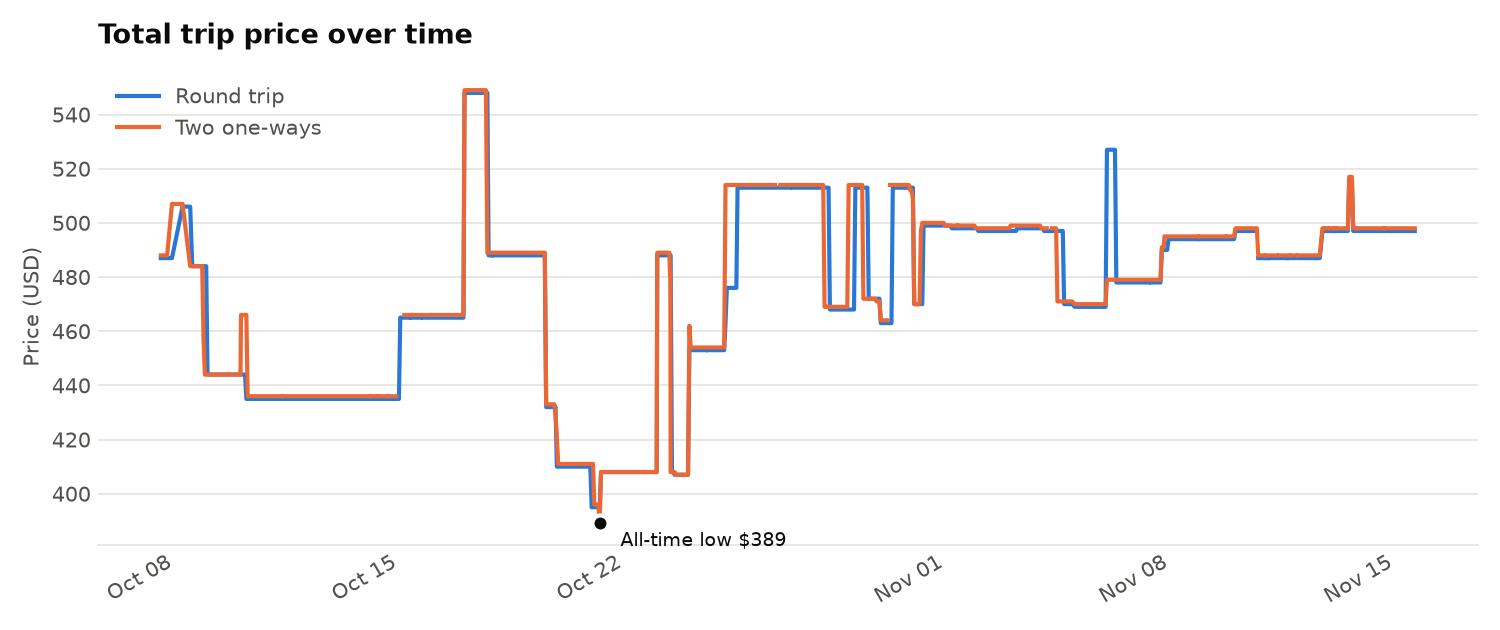 Total trip price over time
Round trip
Two one-ways
Price (USD)
540
520
500
480
460
440
420
400
All-time low $389
Oct 08
Oct 15
Oct 22
Nov 01
Nov 08
Nov 15